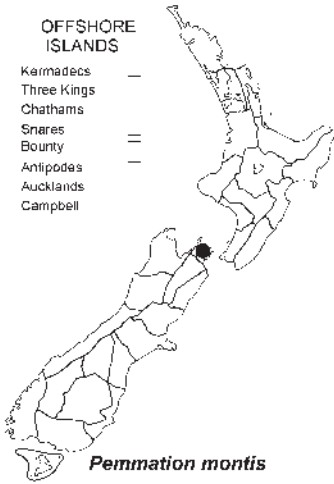 OFFSHORE
ISLANDS
Kermadecs
Three Kings
Chathams
Snares
Bounty
Antipodes
Aucklands
Campbell
Pemmation montis